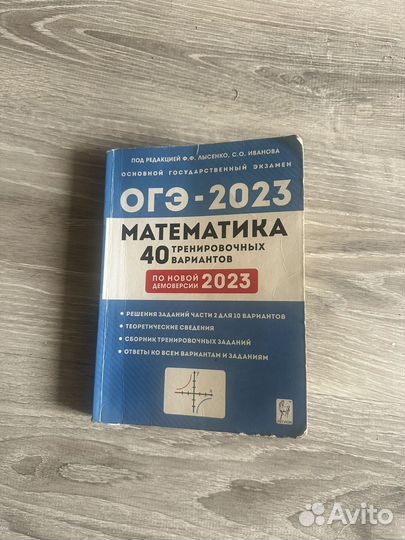 ПОД РЕДАКЦИЕЙ Ф.Ф. ЛЫСЕНКО, С.О. ИВАНОВА
ОСНОВНОЙ ГОСУДАРСТВЕННЫЙ ЭКЗАМЕН
ОГЭ - 2023
МАТЕМАТИКА
40 ТРЕНИРОВОЧНЫХ
ВАРИАНТОВ
ПО НОВОЙ
ДЕМОВЕРСИИ 2023
• РЕШЕНИЯ ЗАДАНИЙ ЧАСТИ 2 ДЛЯ 10 ВАРИАНТОВ
• ТЕОРЕТИЧЕСКИЕ СВЕДЕНИЯ
• СБОРНИК ТРЕНИРОВОЧНЫХ ЗАДАНИЙ
• ОТВЕТЫ КО ВСЕМ ВАРИАНТАМ И ЗАДАНИЯМ
ЛЕГИОН
Avito